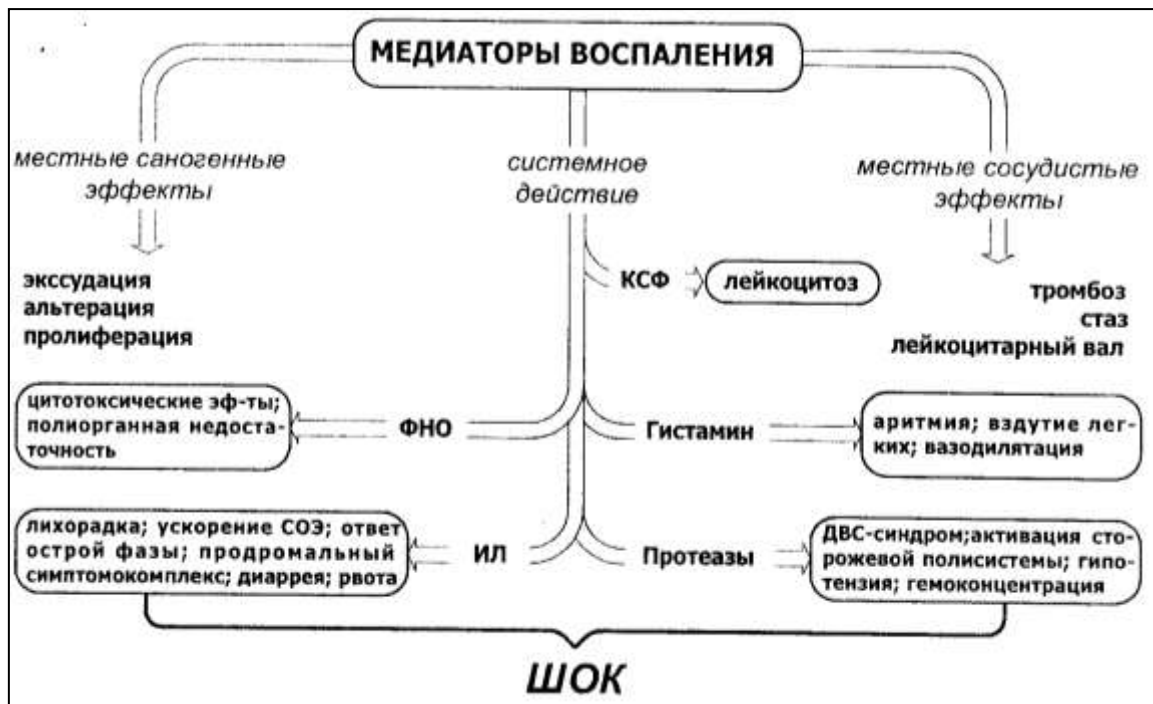 МЕДИАТОРЫ ВОСПАЛЕНИЯ
местные саногенные
эффекты
системное
действие
местные сосудистые
эффекты
экссудация
альтерация
пролиферация
КСФ
лейкоцитоз
тромбоз
стаз
лейкоцитарный вал
цитотоксические эф-ты;
полиорганная недоста-
точность
ФНО
Гистамин
аритмия; вздутие лег-
ких; вазодилятация
лихорадка; ускорение СОЭ; ответ
острой фазы; продромальный
симптомокомплекс; диаррея; рвота
ИЛ
Протеазы
ДВС-синдром;активация сто-
рожевой полисистемы; гипо-
тензия; гемоконцентрация
ШОК